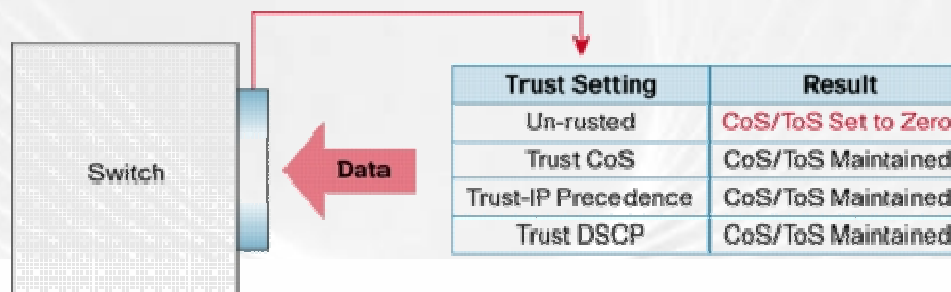 Switch
Data
Trust Setting Result
Un-rusted CoS/ToS Set to Zero
Trust CoS CoS/ToS Maintained
Trust-IP Precedence CoS/ToS Maintained
Trust DSCP CoS/ToS Maintained